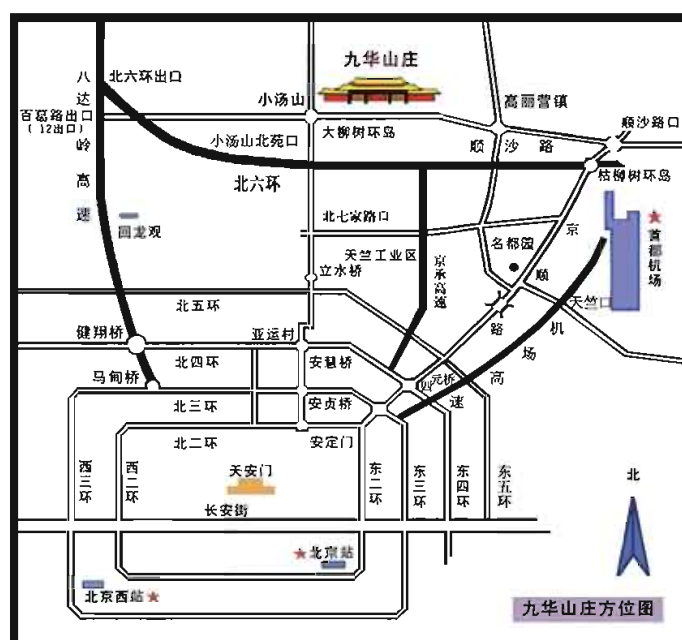 九华山庄
八达岭高速
北六环出口
百葛路出口
(12出口)
小汤山
高丽营镇
顺沙路口
小汤山北苑口
大柳树环岛
顺沙路
北六环
枯柳树环岛
回龙观
北七家路口
名都园
京顺路
首都机场
天竺工业区
京承高速
立水桥
天竺口
北五环
机场高速
健翔桥
亚运村
北四环
安慧桥
马甸桥
四元桥
北三环
安贞桥
北二环
安定门
西三环
西二环
天安门
东二环
东三环
东四环
东五环
北
长安街
北京站
北京西站
九华山庄方位图